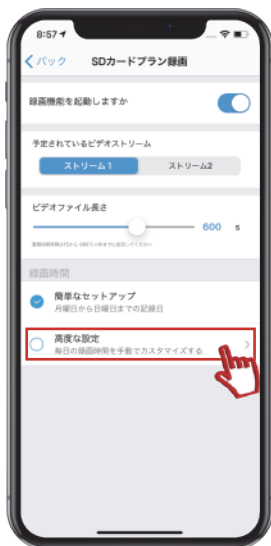 8:57
バック
SDカードプラン録画
録画機能を起動しますか
予定されているビデオストリーム
ストリーム1
ストリーム2
ビデオファイル長さ
600 s
録画時間
簡単なセットアップ
月曜日から日曜日までの記録日
高度な設定
毎日の録画時間を手動でカスタマイズする